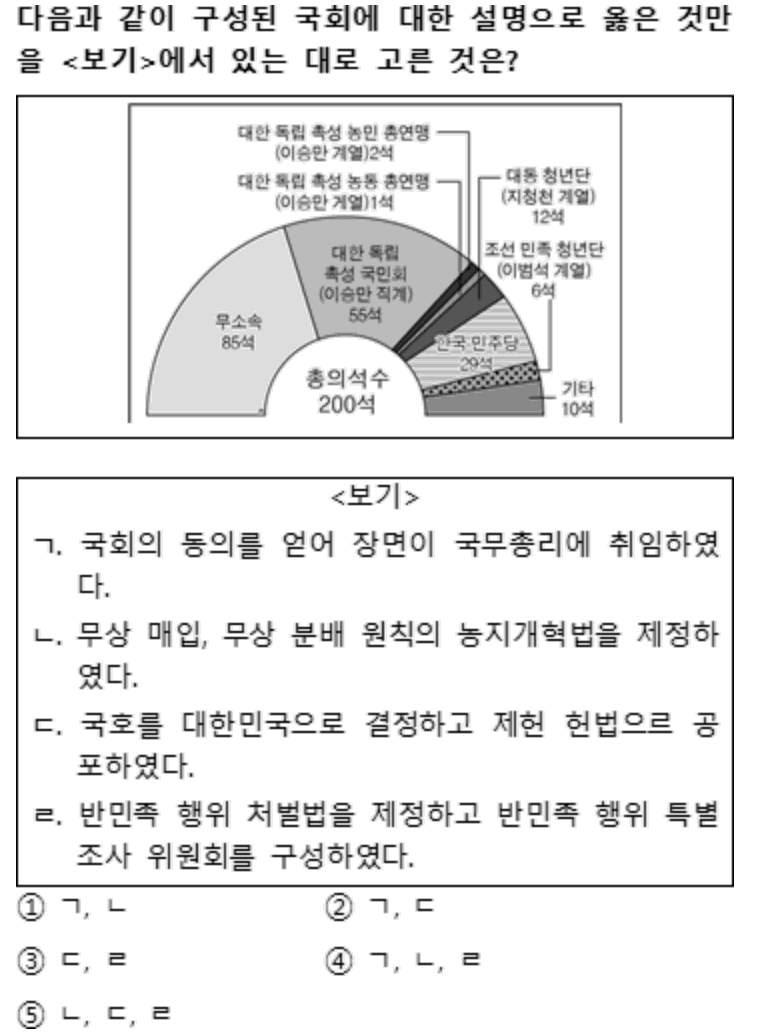 다음과 같이 구성된 국회에 대한 설명으로 옳은 것만
을 <보기>에서 있는 대로 고른 것은?
대한 독립 촉성 농민 총연맹
(이승만 계열)2석
대한 독립 촉성 농동 총연맹
(이승만 게열)1석
대동 청년단
(지청천 계열)
12석
조선 민족 청년단
(이범석 계열)
6석
대한 독립
촉성 국민회
(이승만 직계)
55석
무소속
85석
한국 민주당
29석
기타
10석
총의석수
200석
<보기>
ㄱ. 국회의 동의를 얻어 장면이 국무총리에 취임하였
다.
ㄴ. 무상 매입, 무상 분배 원칙의 농지개혁법을 제정하
였다.
ㄷ. 국호를 대한민국으로 결정하고 제헌 헌법으르 공
포하였다.
ㄹ. 반민족 행위 처벌법을 제정하고 반민족 행위 특별
조사 위원회를 구성하였다.
① ㄱ, ㄴ ② ㄱ, ㄷ
③ ㄷ, ㄹ ④ ㄱ, ㄴ, ㄹ
⑤ ㄴ, ㄷ, ㄹ